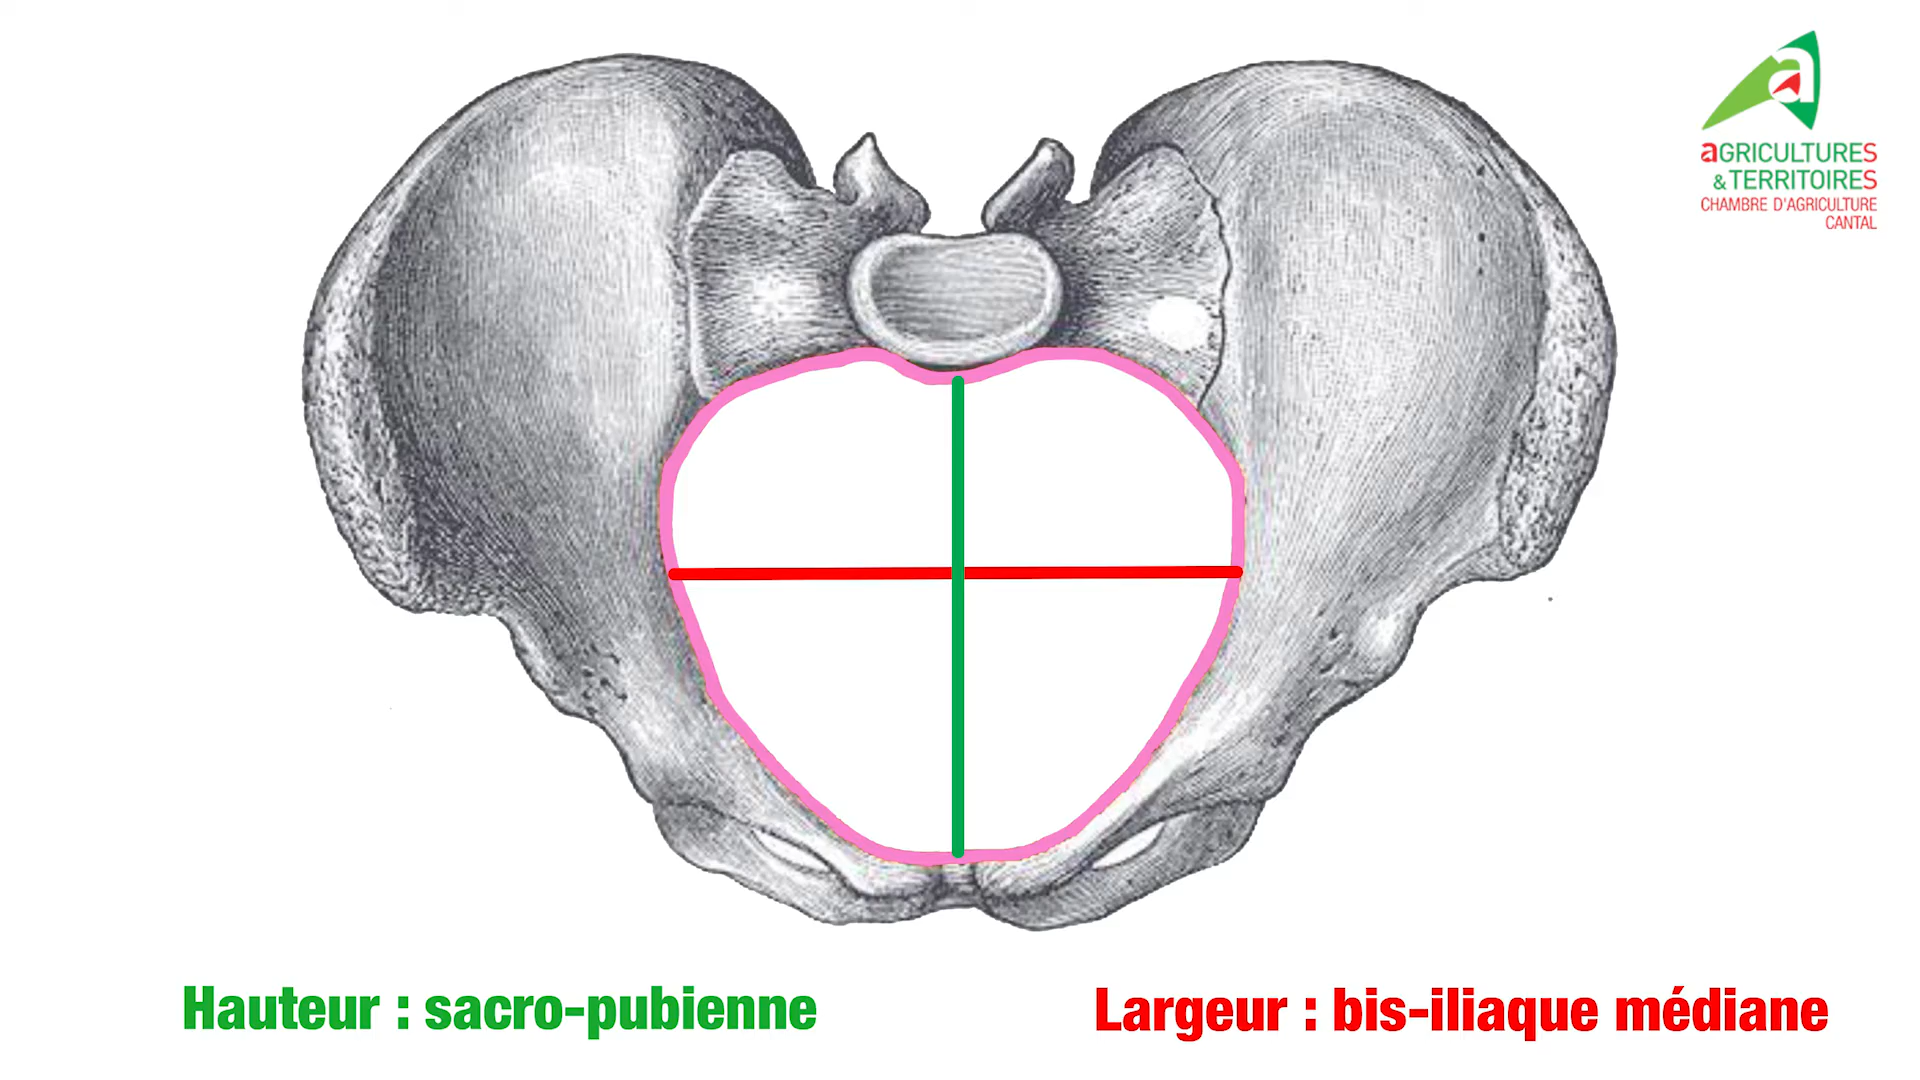 aGRICULTURES
& TERRITOIRES
CHAMBRE D'AGRICULTURE
CANTAL
Hauteur : sacro-pubienne
Largeur : bis-iliaque médiane